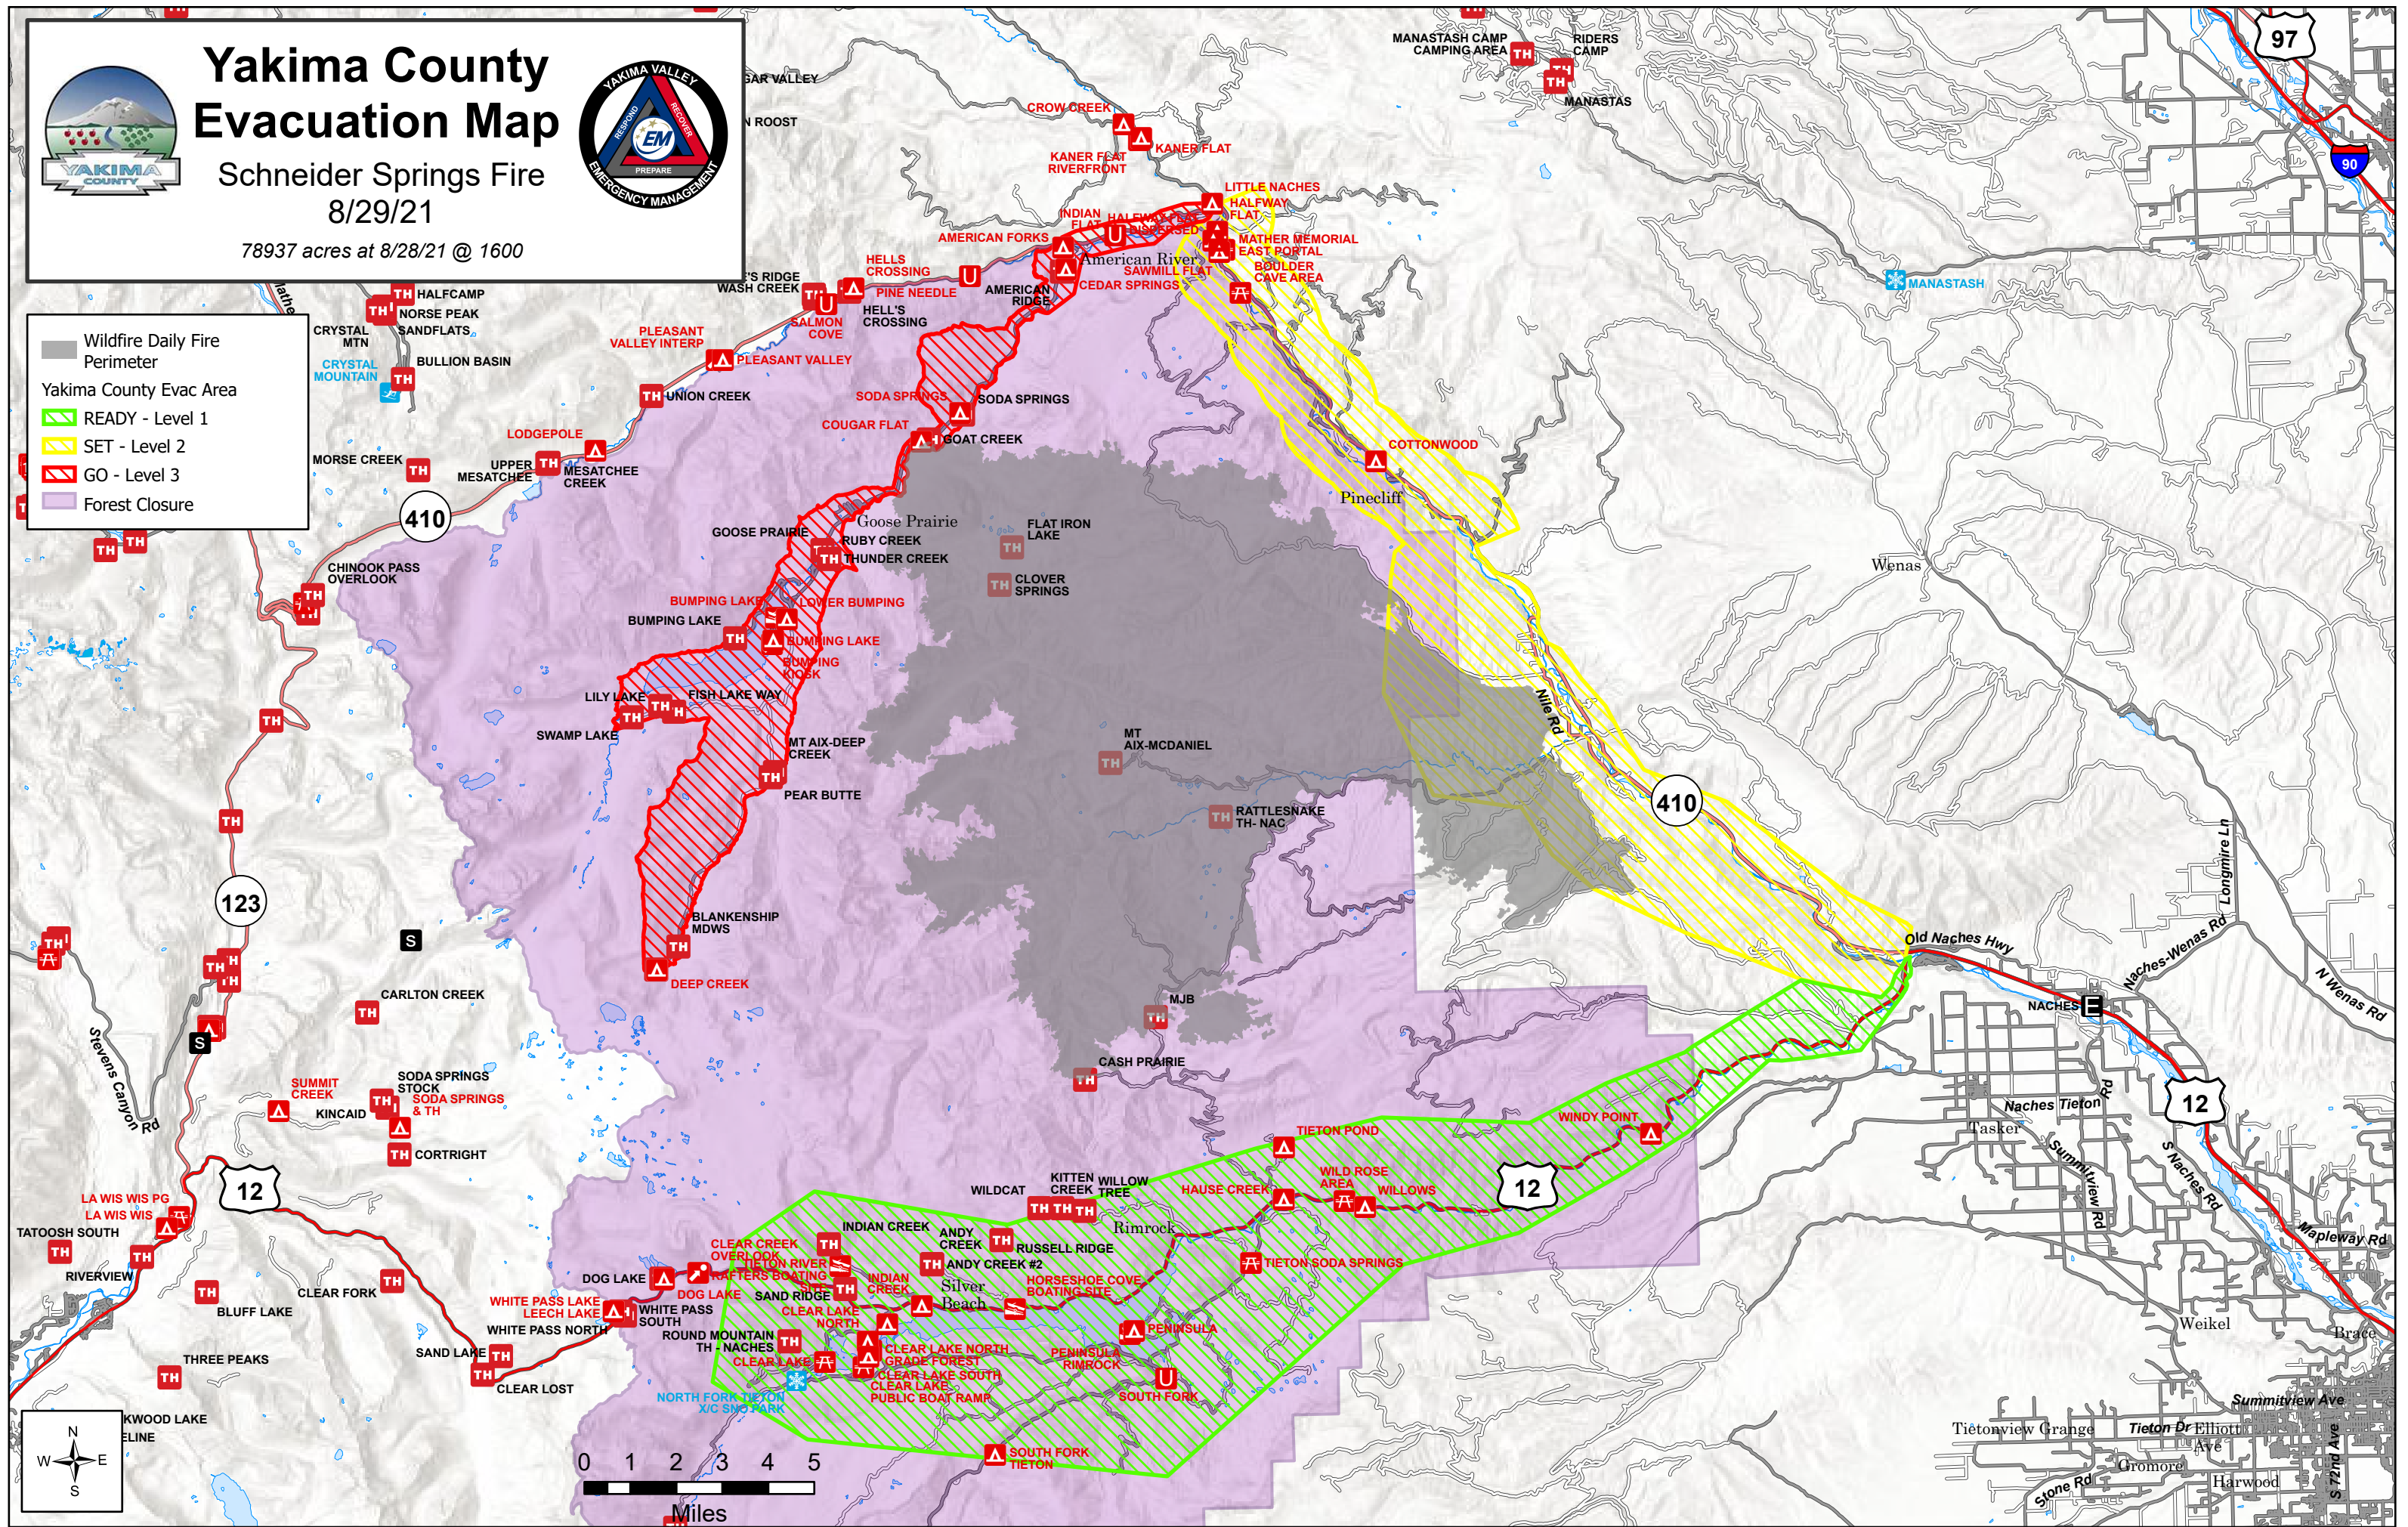 Yakima County
Evacuation Map
Schneider Springs Fire
8/29/21
78937 acres at 8/28/21 @ 1600
YAKIMA
COUNTY
YAKIMA VALLEY
EMERGENCY MANAGEMENT
RESPOND
RECOVER
PREPARE
EM
Wildfire Daily Fire
Perimeter
Yakima County Evac Area
READY - Level 1
SET - Level 2
GO - Level 3
Forest Closure
MANASTASH CAMP
CAMPING AREA
RIDERS
CAMP
MANASTAS
97
90
CROW CREEK
KANER FLAT
KANER FLAT
RIVERFRONT
LITTLE NACHES
HALFWAY
FLAT
INDIAN
FLAT
HALFWAY FLAT
DISPERSED
AMERICAN FORKS
MATHER MEMORIAL
EAST PORTAL
American River
SAWMILL FLAT
BOULDER
CAVE AREA
CEDAR SPRINGS
AMERICAN
RIDGE
HELLS
CROSSING
PINE NEEDLE
HELL'S
CROSSING
WASH CREEK
SALMON
COVE
PLEASANT
VALLEY INTERP
PLEASANT VALLEY
UNION CREEK
HALFCAMP
NORSE PEAK
SANDFLATS
CRYSTAL
MTN
BULLION BASIN
CRYSTAL
MOUNTAIN
MANASTASH
SODA SPRINGS
SODA SPRINGS
COUGAR FLAT
GOAT CREEK
LODGEPOLE
MORSE CREEK
UPPER
MESATCHEE
MESATCHEE
CREEK
410
COTTONWOOD
Pinecliff
Goose Prairie
GOOSE PRAIRIE
RUBY CREEK
THUNDER CREEK
FLAT IRON
LAKE
CLOVER
SPRINGS
Wenas
CHINOOK PASS
OVERLOOK
BUMPING LAKE
LOWER BUMPING
BUMPING LAKE
BUMPING LAKE
BUMPING
KIOSK
LILY LAKE
FISH LAKE WAY
SWAMP LAKE
MT AIX-DEEP
CREEK
PEAR BUTTE
MT
AIX-MCDANIEL
RATTLESNAKE
TH- NAC
Nile Rd
410
Longmire Ln
123
BLANKENSHIP
MDWS
DEEP CREEK
Old Naches Hwy
Naches-Wenas Rd
N Wenas Rd
NACHES
E
S
S
CARLTON CREEK
MJB
CASH PRAIRIE
Stevens Canyon Rd
SUMMIT
CREEK
SODA SPRINGS
STOCK
SODA SPRINGS
& TH
KINCAID
CORTRIGHT
12
TIETON POND
WINDY POINT
12
Naches Tieton Rd
Tasker
Summitview Rd
S Naches Rd
12
Mapleway Rd
LA WIS WIS PG
LA WIS WIS
TATOOSH SOUTH
RIVERVIEW
BLUFF LAKE
CLEAR FORK
WILDCAT
KITTEN
CREEK
WILLOW
TREE
Rimrock
HAUSE CREEK
WILD ROSE
AREA
WILLOWS
TIETON SODA SPRINGS
INDIAN CREEK
ANDY
CREEK
RUSSELL RIDGE
ANDY CREEK #2
CLEAR CREEK
OVERLOOK
TIETON RIVER
RAFTERS BOATING
SITE
DOG LAKE
DOG LAKE
SAND RIDGE
INDIAN
CREEK
Silver
Beach
HORSESHOE COVE
BOATING SITE
WHITE PASS LAKE
LEECH LAKE
WHITE PASS
SOUTH
WHITE PASS NORTH
CLEAR LAKE
NORTH
ROUND MOUNTAIN
TH - NACHES
CLEAR LAKE
CLEAR LAKE NORTH
GRADE FOREST
CLEAR LAKE SOUTH
CLEAR LAKE
PUBLIC BOAT RAMP
NORTH FORK TIETON
X/C SNO PARK
PENINSULA
PENINSULA
RIMROCK
SOUTH FORK
SOUTH FORK
TIETON
SAND LAKE
CLEAR LOST
THREE PEAKS
Weikel
Brace
Summitview Ave
Tietonview Grange
Tieton Dr
Elliott
Ave
Gromore
Harwood
Stone Rd
S 72nd Ave
N
W
E
S
0 1 2 3 4 5
Miles